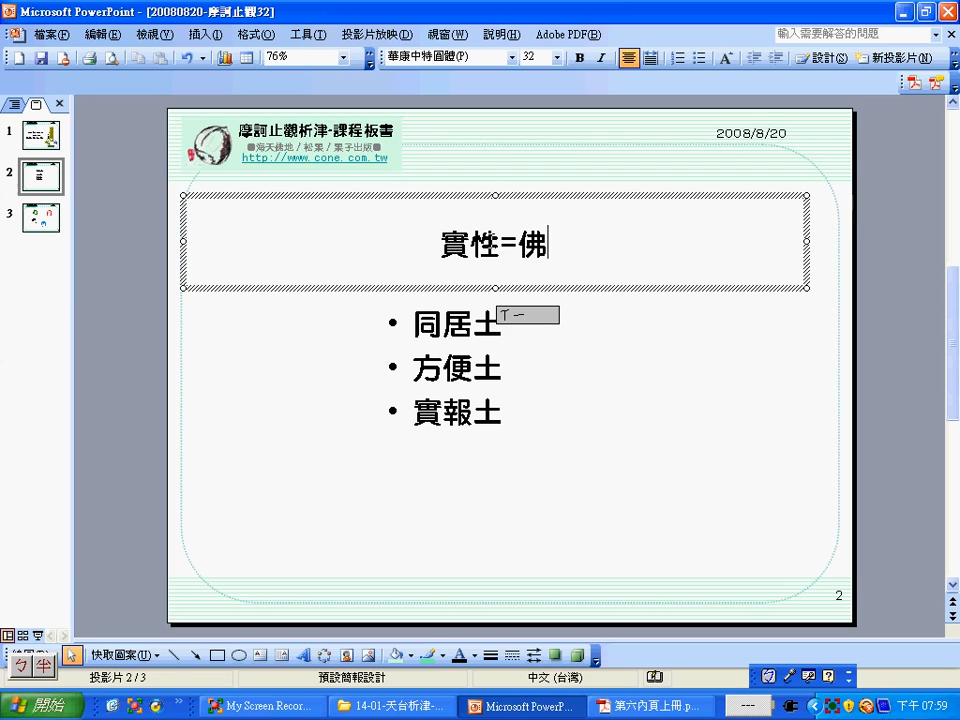 Microsoft PowerPoint - [20080820-摩訶止觀32]
檔案(F) 編輯(E) 檢視(V) 插入(I) 格式(O) 工具(T) 投影片放映(D) 視窗(W) 說明(H) Adobe PDF(B) 輸入需要解答的問題
76% 華康中特圓體(P) 32 B I A 設計(S) 新投影片(N)
1
2
3
摩訶止觀析津-課程板書
海天佛地 / 松果 / 栗子出版
http://www.cone.com.tw
2008/8/20
實性=佛
ㄒㄧ
• 同居土
• 方便土
• 實報土
2
快取圖案(U)
ㄅ 半
投影片 2 / 3 預設簡報設計 中文 (台灣)
開始 My Screen Recor... 14-01-天台析津-... Microsoft PowerP... 第六內頁上冊.p... --- 下午 07:59